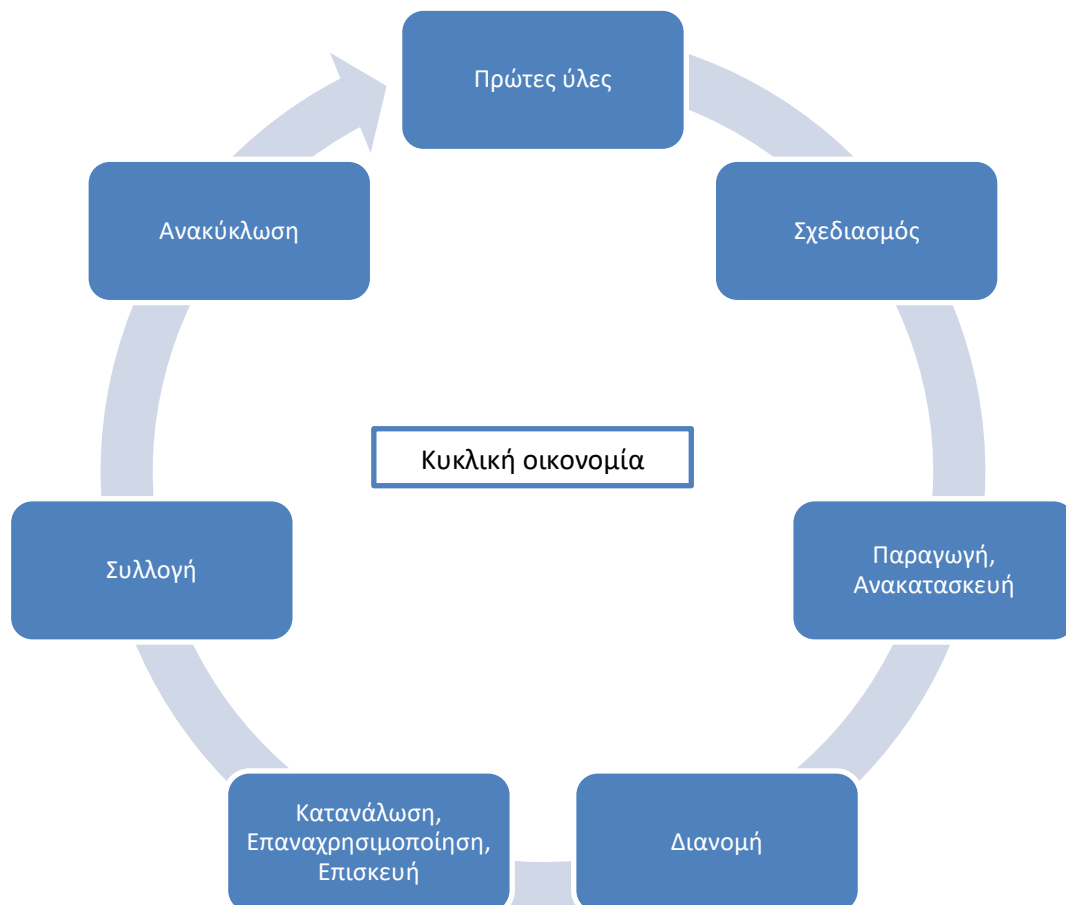 Πρώτες ύλες
Σχεδιασμός
Παραγωγή,
Ανακατασκευή
Διανομή
Κατανάλωση,
Επαναχρησιμοποίηση,
Επισκευή
Συλλογή
Ανακύκλωση
Κυκλική οικονομία